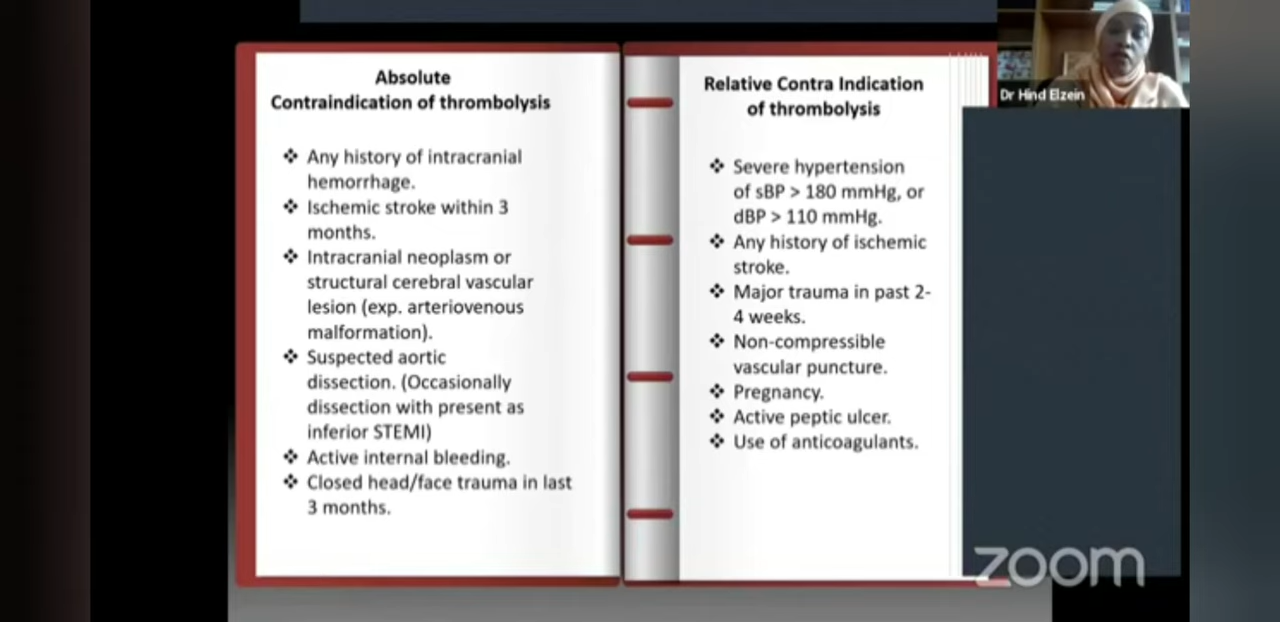 Absolute
Contraindication of thrombolysis
❖ Any history of intracranial
hemorrhage.
❖ Ischemic stroke within 3
months.
❖ Intracranial neoplasm or
structural cerebral vascular
lesion (exp. arteriovenous
malformation).
❖ Suspected aortic
dissection. (Occasionally
dissection with present as
inferior STEMI)
❖ Active internal bleeding.
❖ Closed head/face trauma in last
3 months.
Relative Contra Indication
of thrombolysis
❖ Severe hypertension
of sBP > 180 mmHg, or
dBP > 110 mmHg.
❖ Any history of ischemic
stroke.
❖ Major trauma in past 2-
4 weeks.
❖ Non-compressible
vascular puncture.
❖ Pregnancy.
❖ Active peptic ulcer.
❖ Use of anticoagulants.
Dr Hind Elzein
zoom